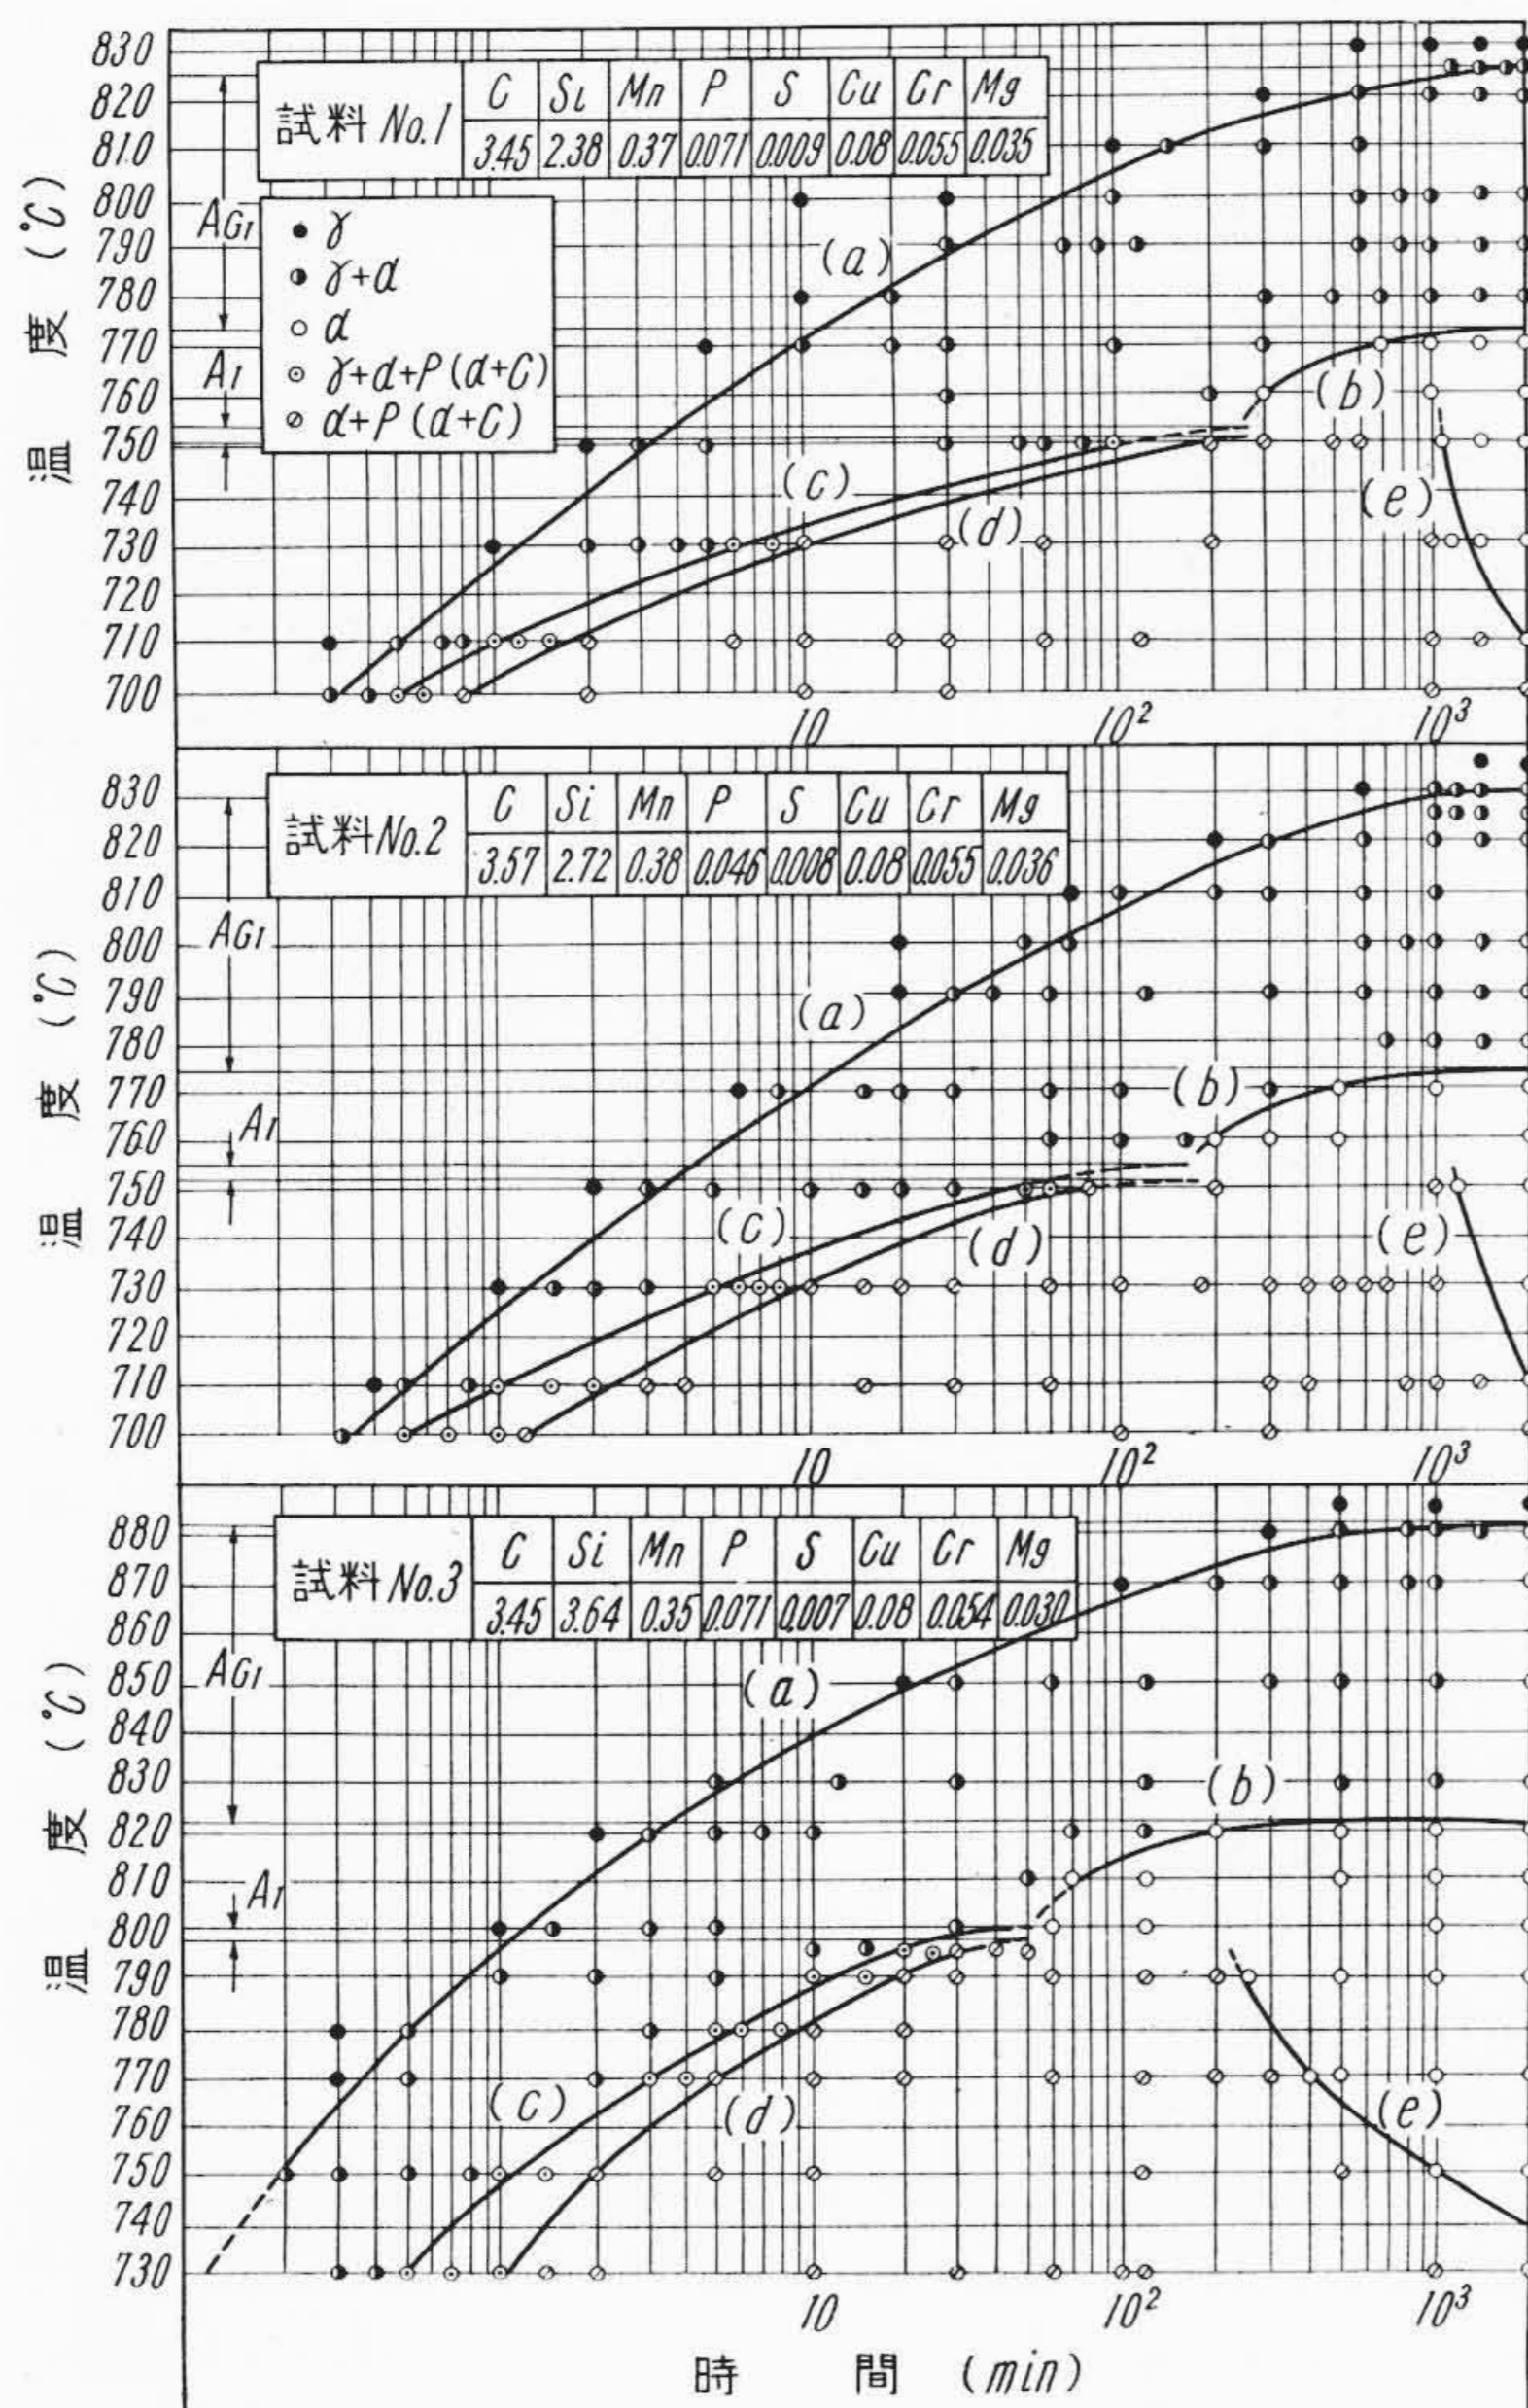 試料 No.1
C Si Mn P S Cu Cr Mg
3.45 2.38 0.37 0.071 0.009 0.08 0.055 0.035
● γ
◑ γ+α
○ α
⊙ γ+α+P(α+G)
⊘ α+P(α+G)
830
820
810
800
790
780
770
760
750
740
730
720
710
700
AG1
A1
(a)
(b)
(c)
(d)
(e)
10 10² 10³
温度 (℃)
試料 No.2
C Si Mn P S Cu Cr Mg
3.57 2.72 0.38 0.046 0.008 0.08 0.055 0.036
830
820
810
800
790
780
770
760
750
740
730
720
710
700
AG1
A1
(a)
(b)
(c)
(d)
(e)
10 10² 10³
温度 (℃)
試料 No.3
C Si Mn P S Cu Cr Mg
3.45 3.64 0.35 0.071 0.007 0.08 0.054 0.030
880
870
860
850
840
830
820
810
800
790
780
770
760
750
740
730
AG1
A1
(a)
(b)
(c)
(d)
(e)
10 10² 10³
温度 (℃)
時間 (min)